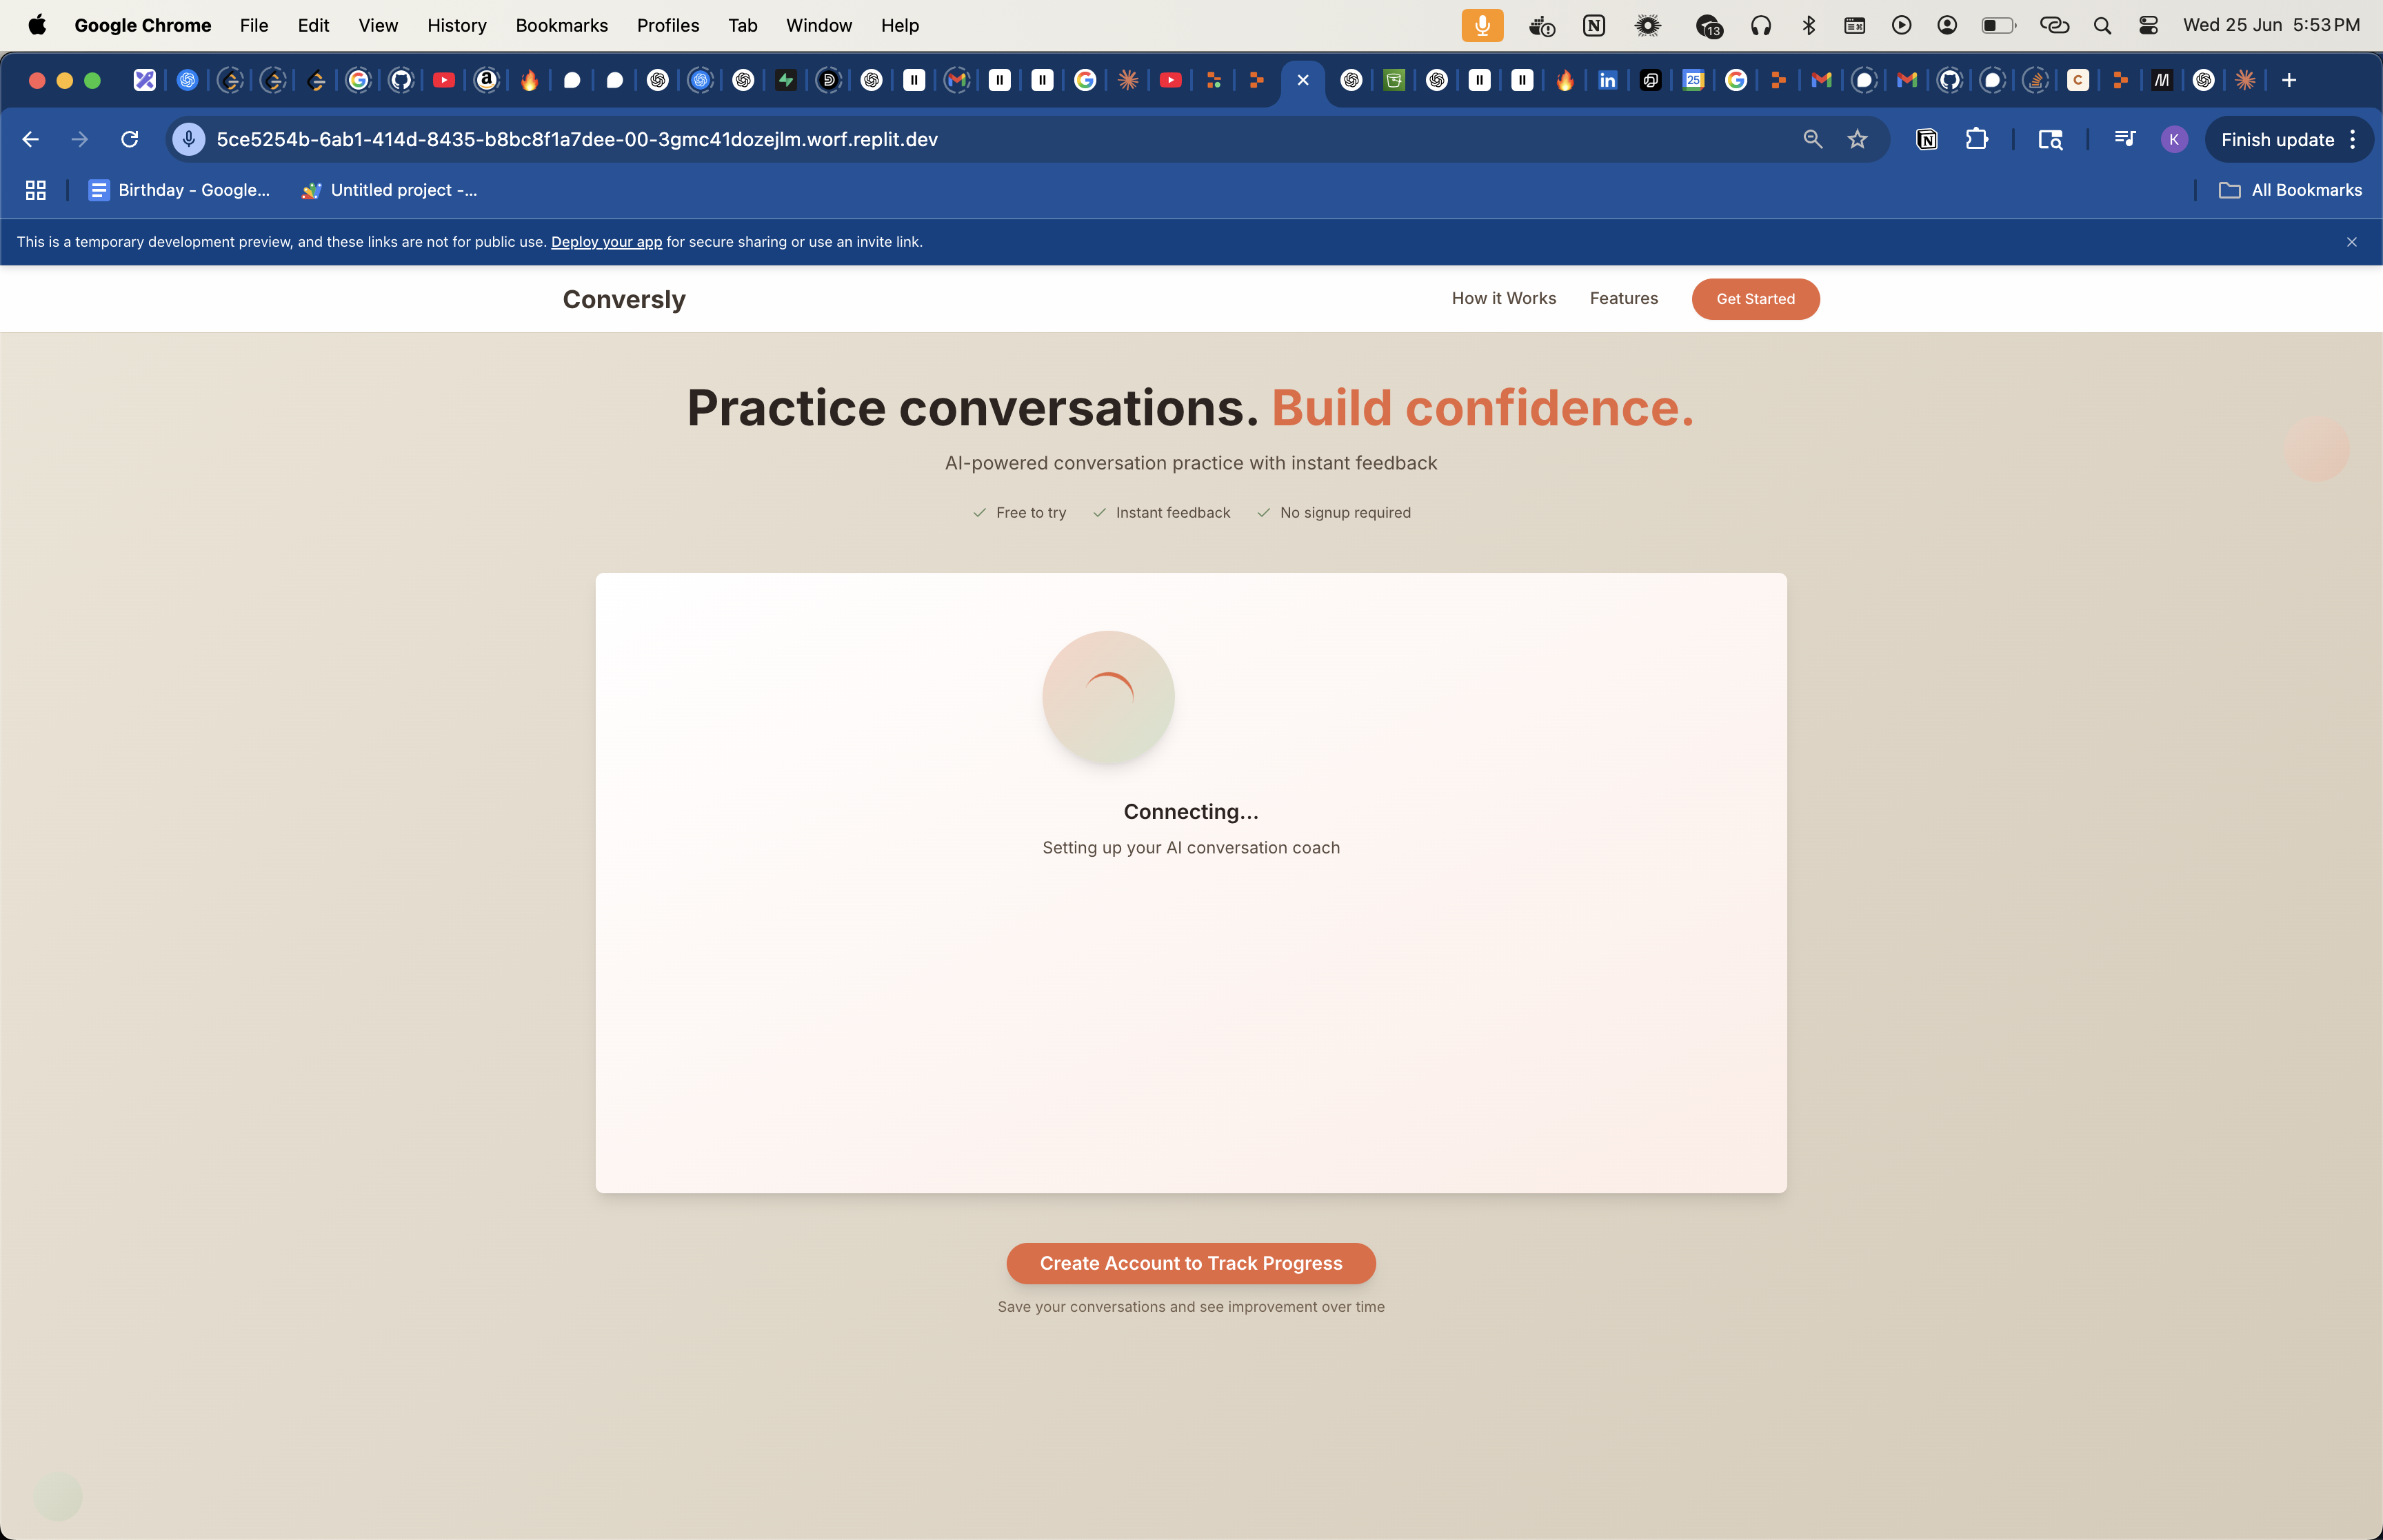 Google Chrome File Edit View History Bookmarks Profiles Tab Window Help 13 Wed 25 Jun 5:53 PM
5ce5254b-6ab1-414d-8435-b8bc8f1a7dee-00-3gmc41dozejlm.worf.replit.dev K Finish update
Birthday - Google... Untitled project -... All Bookmarks
This is a temporary development preview, and these links are not for public use. Deploy your app for secure sharing or use an invite link.
Conversly How it Works Features Get Started
Practice conversations. Build confidence.
AI-powered conversation practice with instant feedback
Free to try Instant feedback No signup required
Connecting...
Setting up your AI conversation coach
Create Account to Track Progress
Save your conversations and see improvement over time